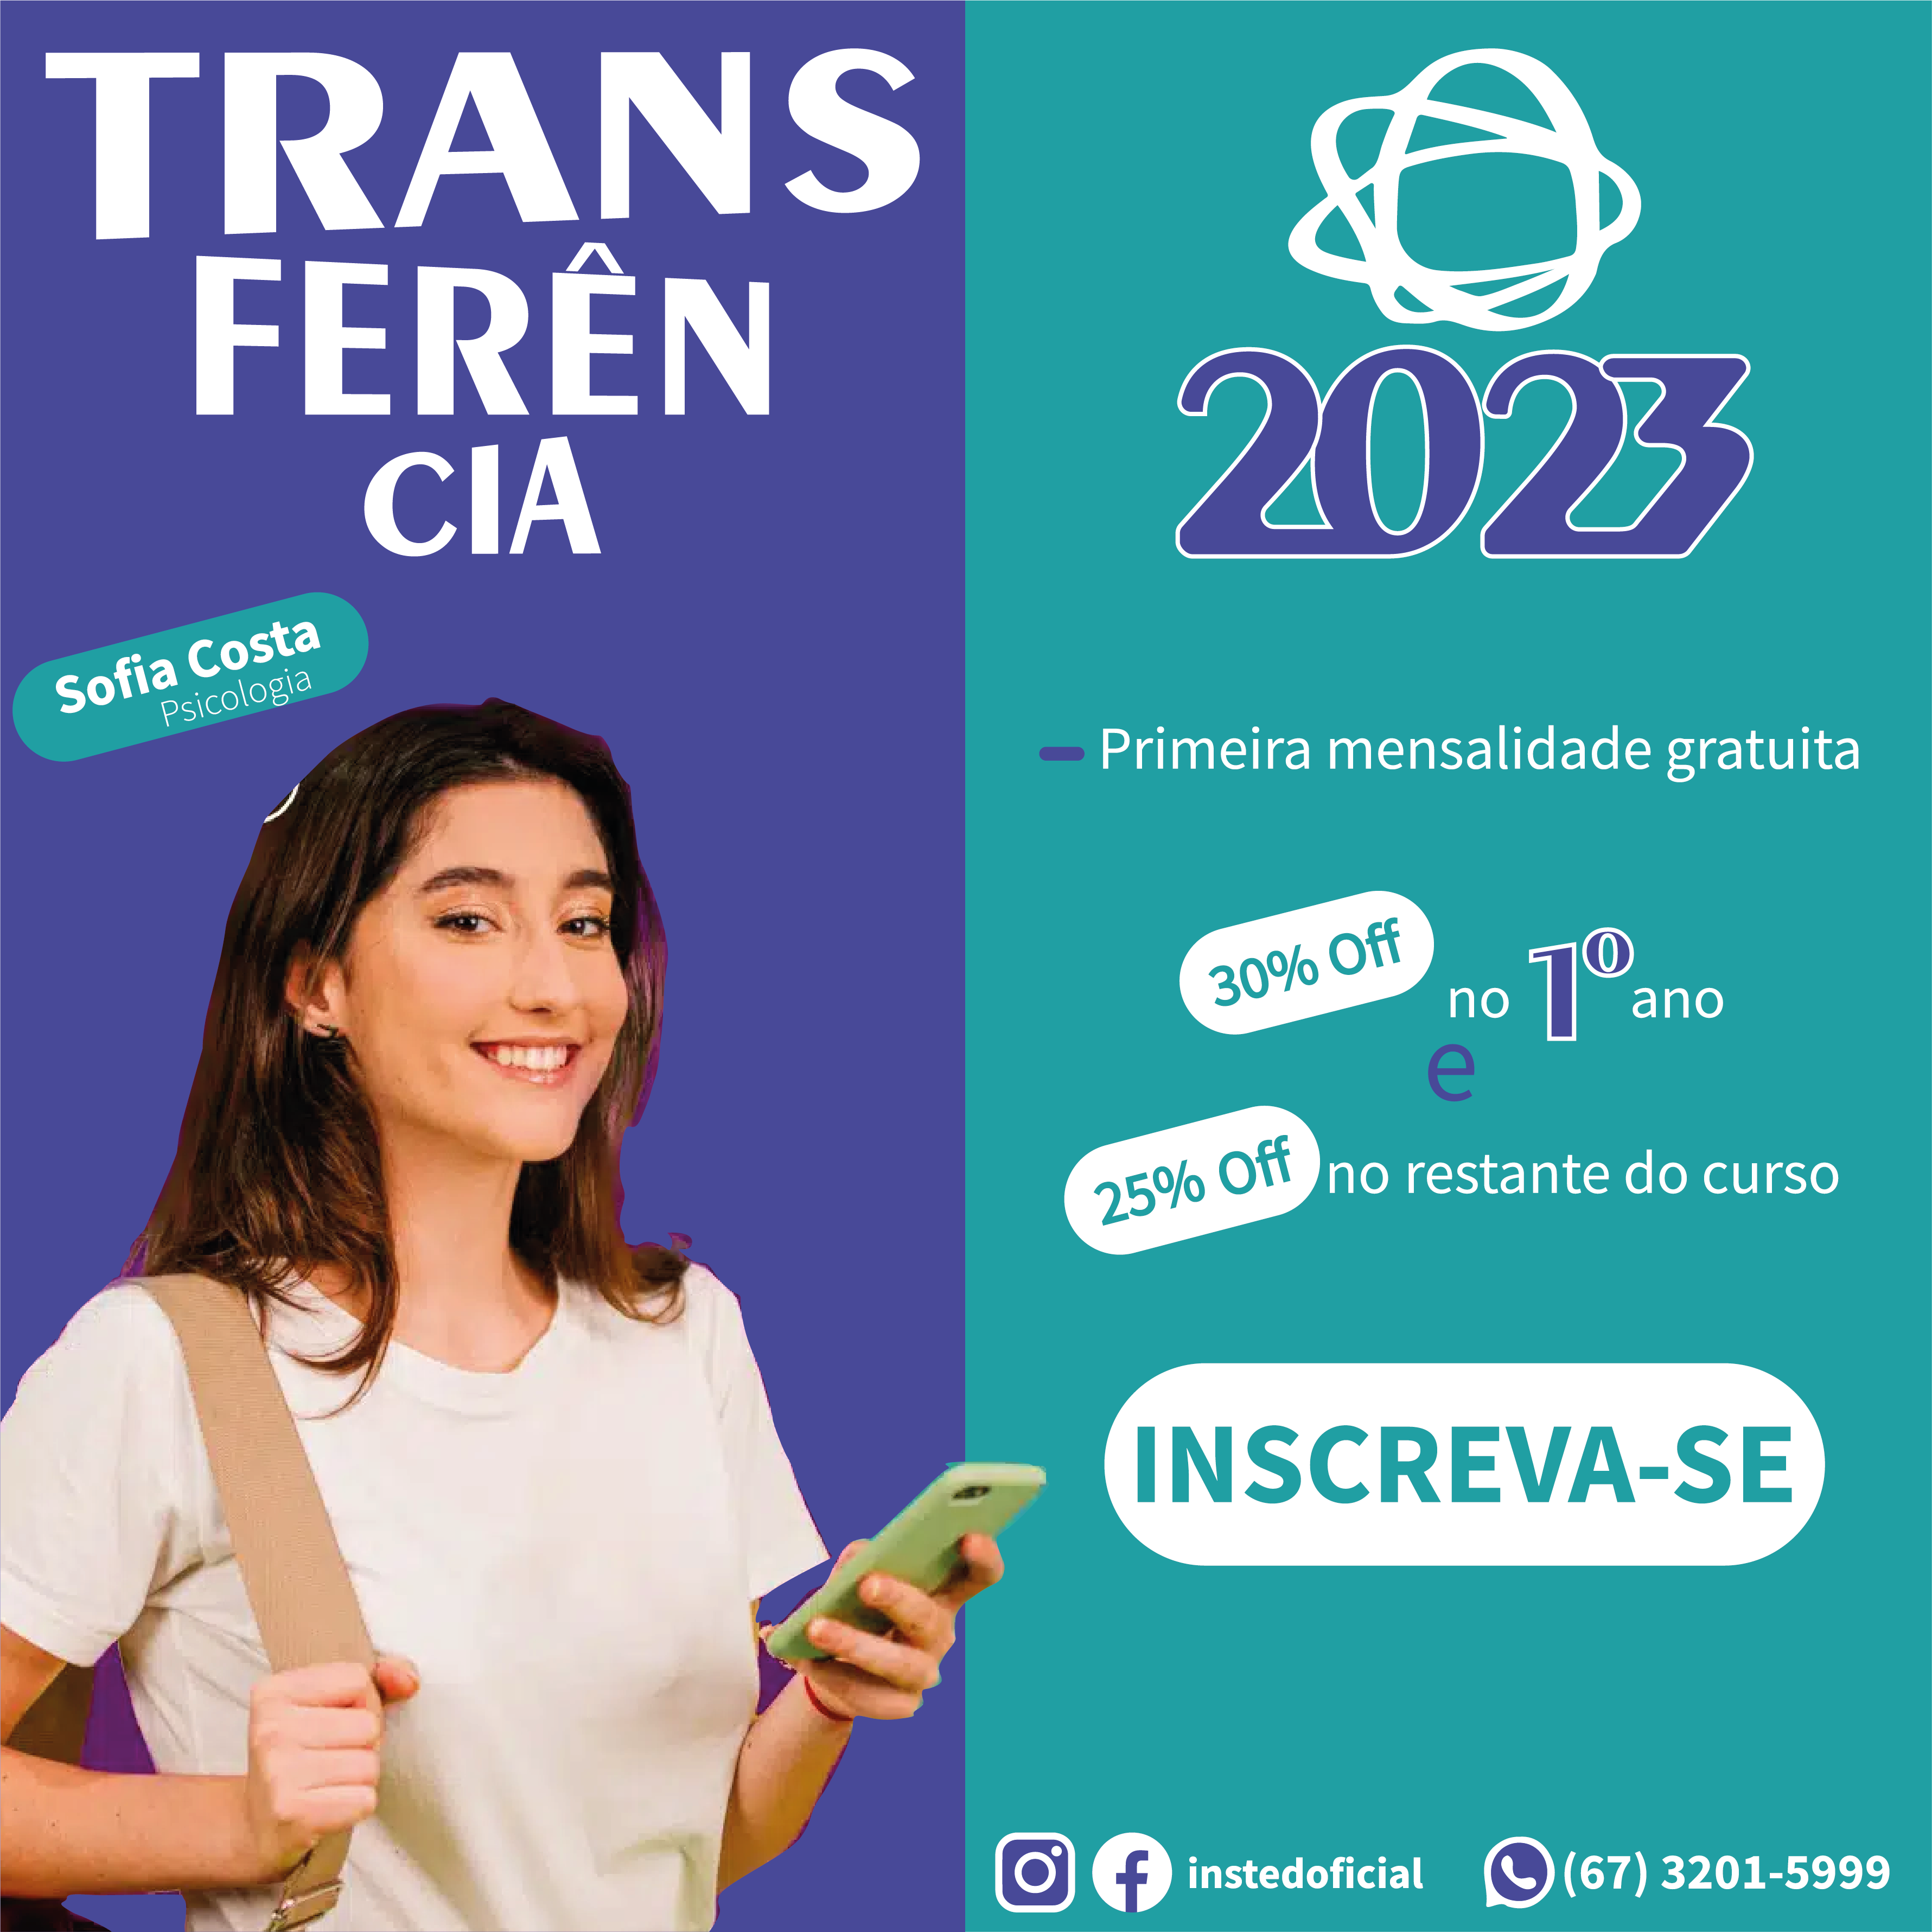 TRANS
FERÊN
CIA
Sofia Costa
Psicologia
2023
Primeira mensalidade gratuita
30% Off no 1º ano
e
25% Off no restante do curso
INSCREVA-SE
instedoficial (67) 3201-5999